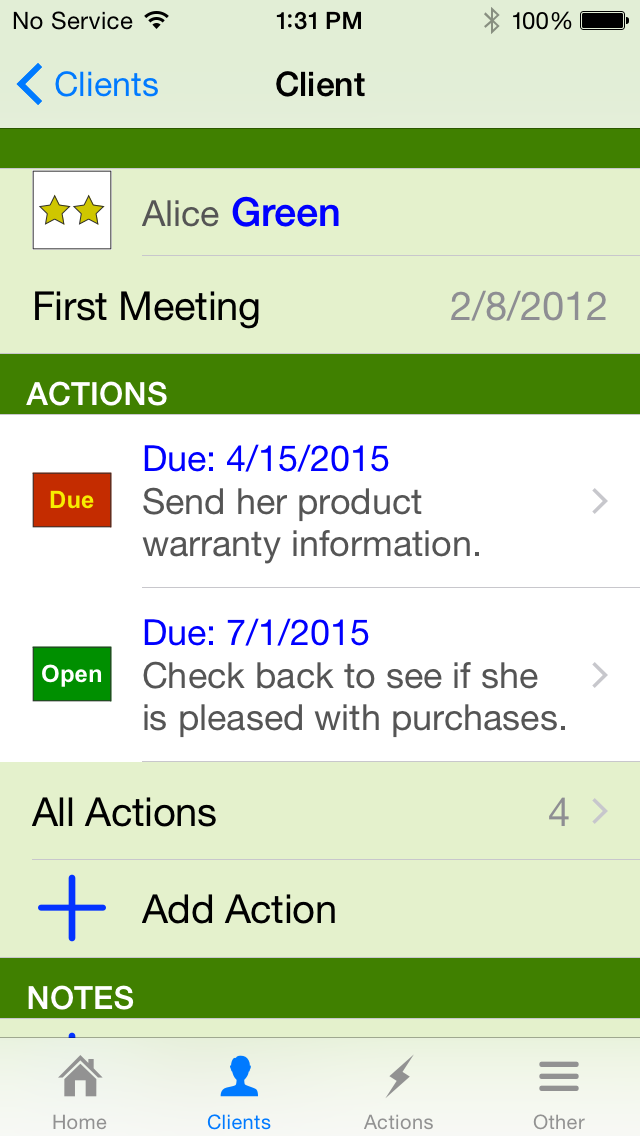 No Service 1:31 PM 100%
Clients Client
Alice Green
First Meeting 2/8/2012
ACTIONS
Due: 4/15/2015
Due Send her product
warranty information.
Due: 7/1/2015
Open Check back to see if she
is pleased with purchases.
All Actions 4
Add Action
NOTES
Home Clients Actions Other